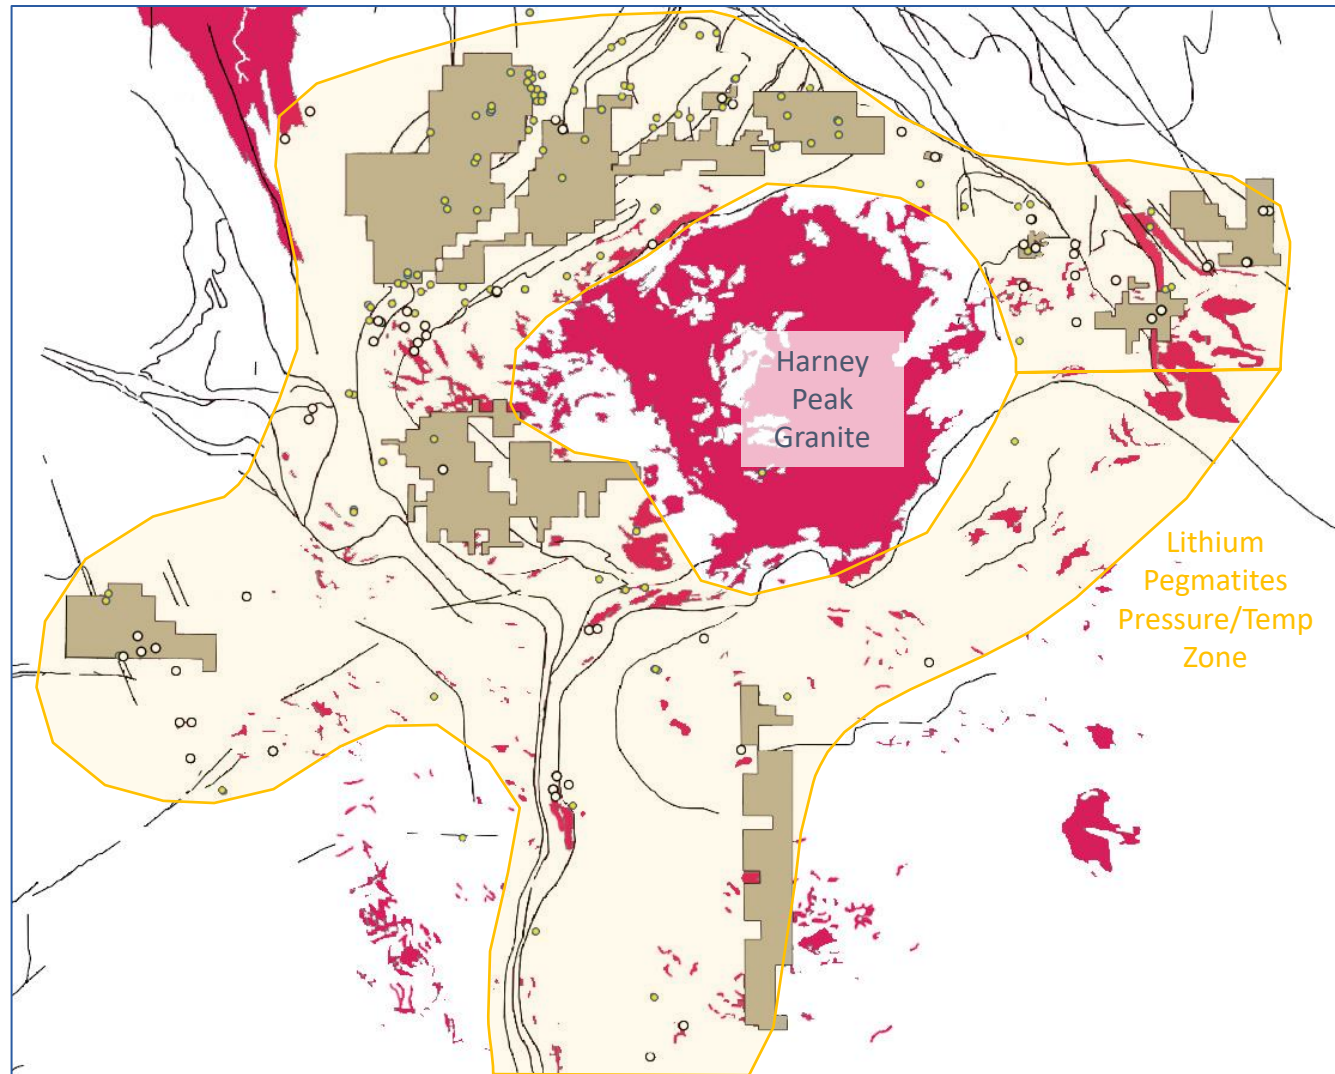 Harney
Peak
Granite
Lithium
Pegmatites
Pressure/Temp
Zone